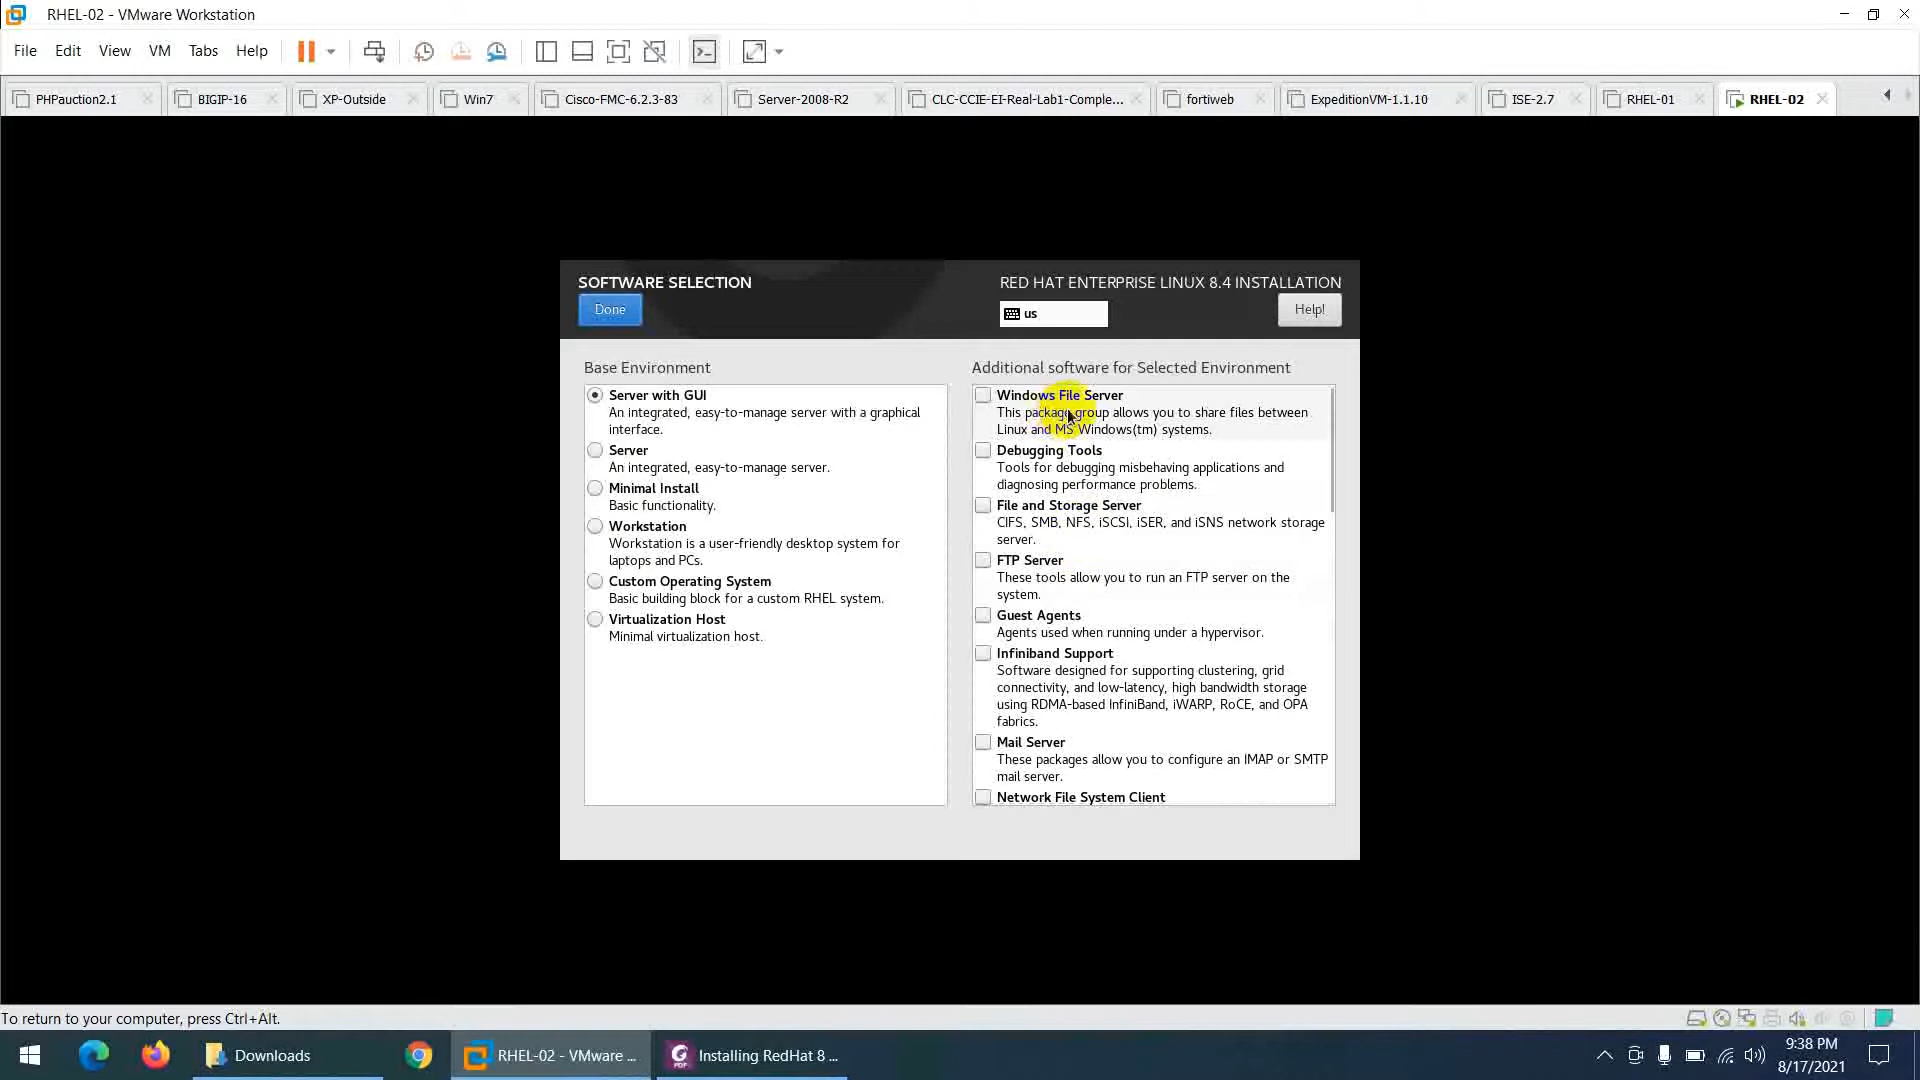 RHEL-02 - VMware Workstation
File Edit View VM Tabs Help
PHPauction2.1 BIGIP-16 XP-Outside Win7 Cisco-FMC-6.2.3-83 Server-2008-R2 CLC-CCIE-EI-Real-Lab1-Comple... fortiweb ExpeditionVM-1.1.10 ISE-2.7 RHEL-01 RHEL-02
SOFTWARE SELECTION
Done
RED HAT ENTERPRISE LINUX 8.4 INSTALLATION
us
Help!
Base Environment
Server with GUI
An integrated, easy-to-manage server with a graphical
interface.
Server
An integrated, easy-to-manage server.
Minimal Install
Basic functionality.
Workstation
Workstation is a user-friendly desktop system for
laptops and PCs.
Custom Operating System
Basic building block for a custom RHEL system.
Virtualization Host
Minimal virtualization host.
Additional software for Selected Environment
Windows File Server
This package group allows you to share files between
Linux and MS Windows(tm) systems.
Debugging Tools
Tools for debugging misbehaving applications and
diagnosing performance problems.
File and Storage Server
CIFS, SMB, NFS, iSCSI, iSER, and iSNS network storage
server.
FTP Server
These tools allow you to run an FTP server on the
system.
Guest Agents
Agents used when running under a hypervisor.
Infiniband Support
Software designed for supporting clustering, grid
connectivity, and low-latency, high bandwidth storage
using RDMA-based InfiniBand, iWARP, RoCE, and OPA
fabrics.
Mail Server
These packages allow you to configure an IMAP or SMTP
mail server.
Network File System Client
To return to your computer, press Ctrl+Alt.
Downloads
RHEL-02 - VMware ...
PDF
Installing RedHat 8 ...
9:38 PM
8/17/2021